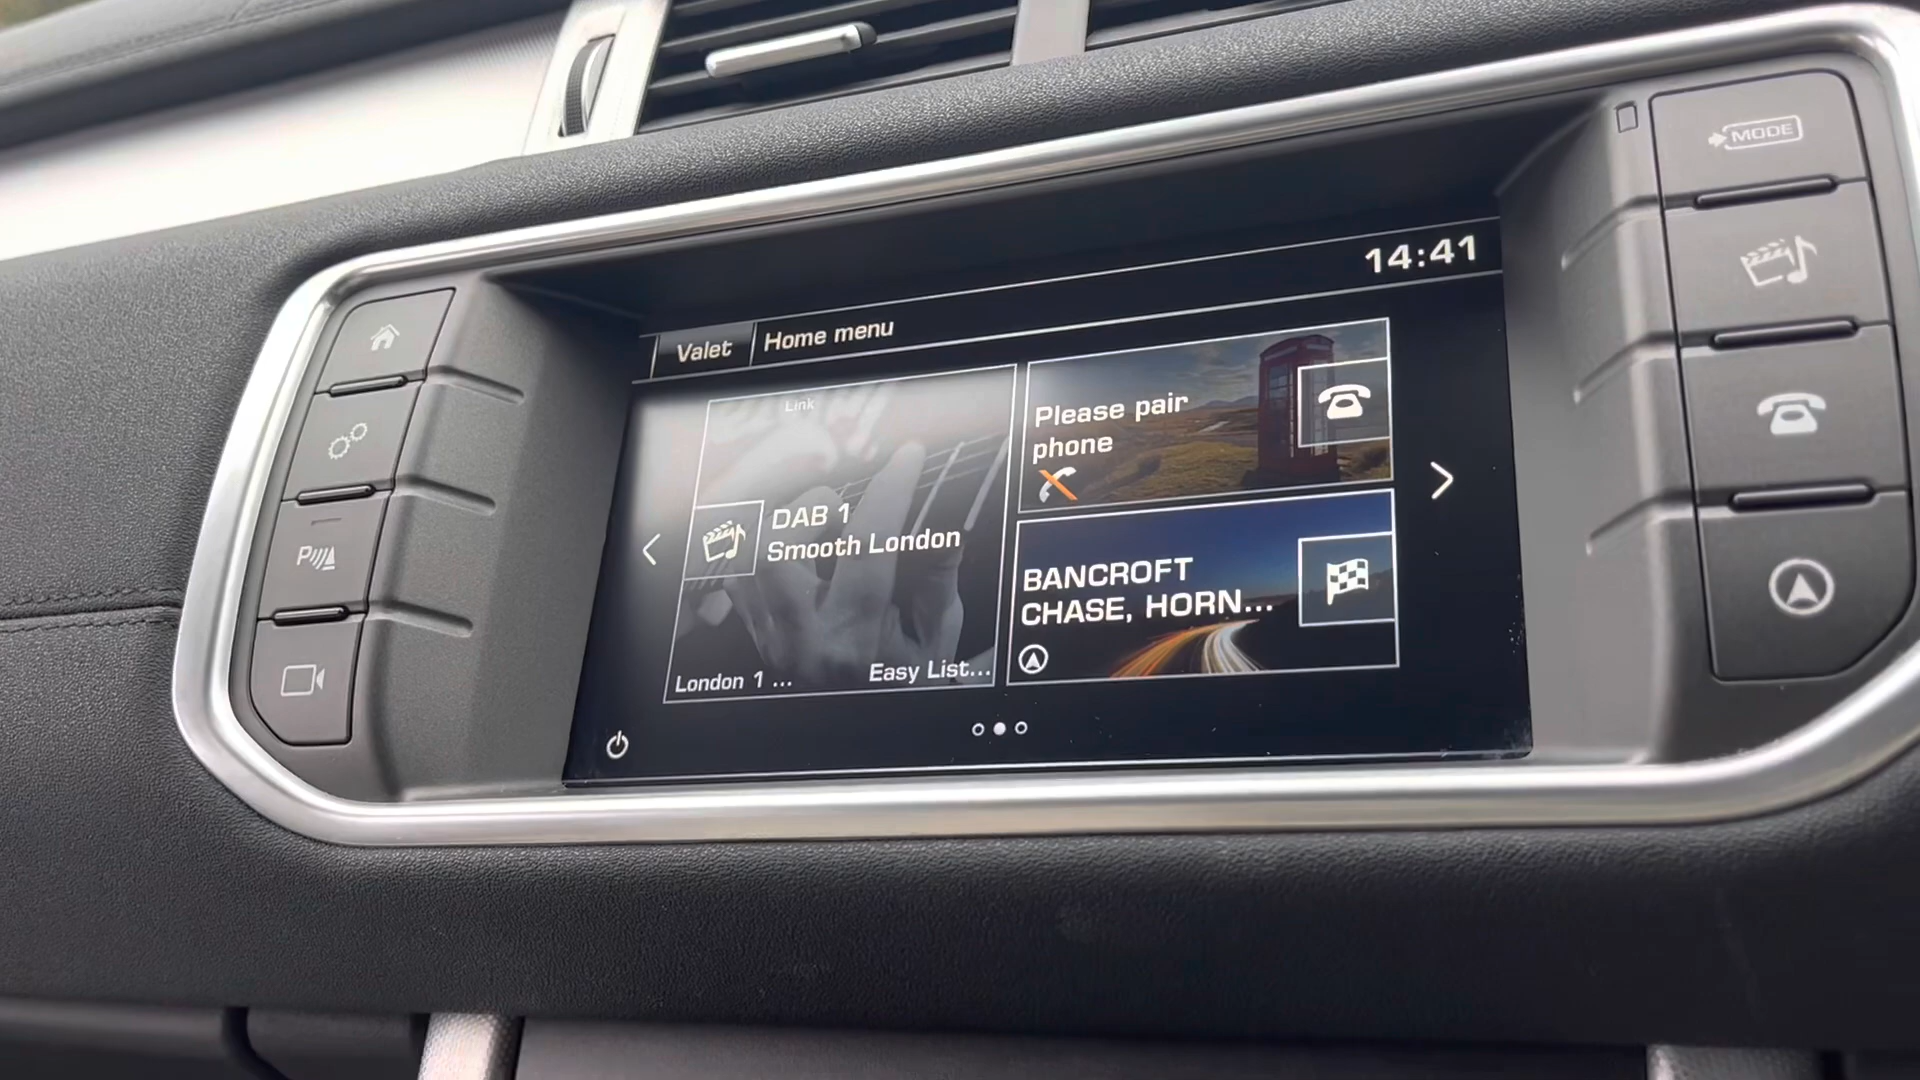 MODE
14:41
Valet
Home menu
Link
DAB 1
Smooth London
London 1 ...
Easy List...
Please pair
phone
BANCROFT
CHASE, HORN...
P